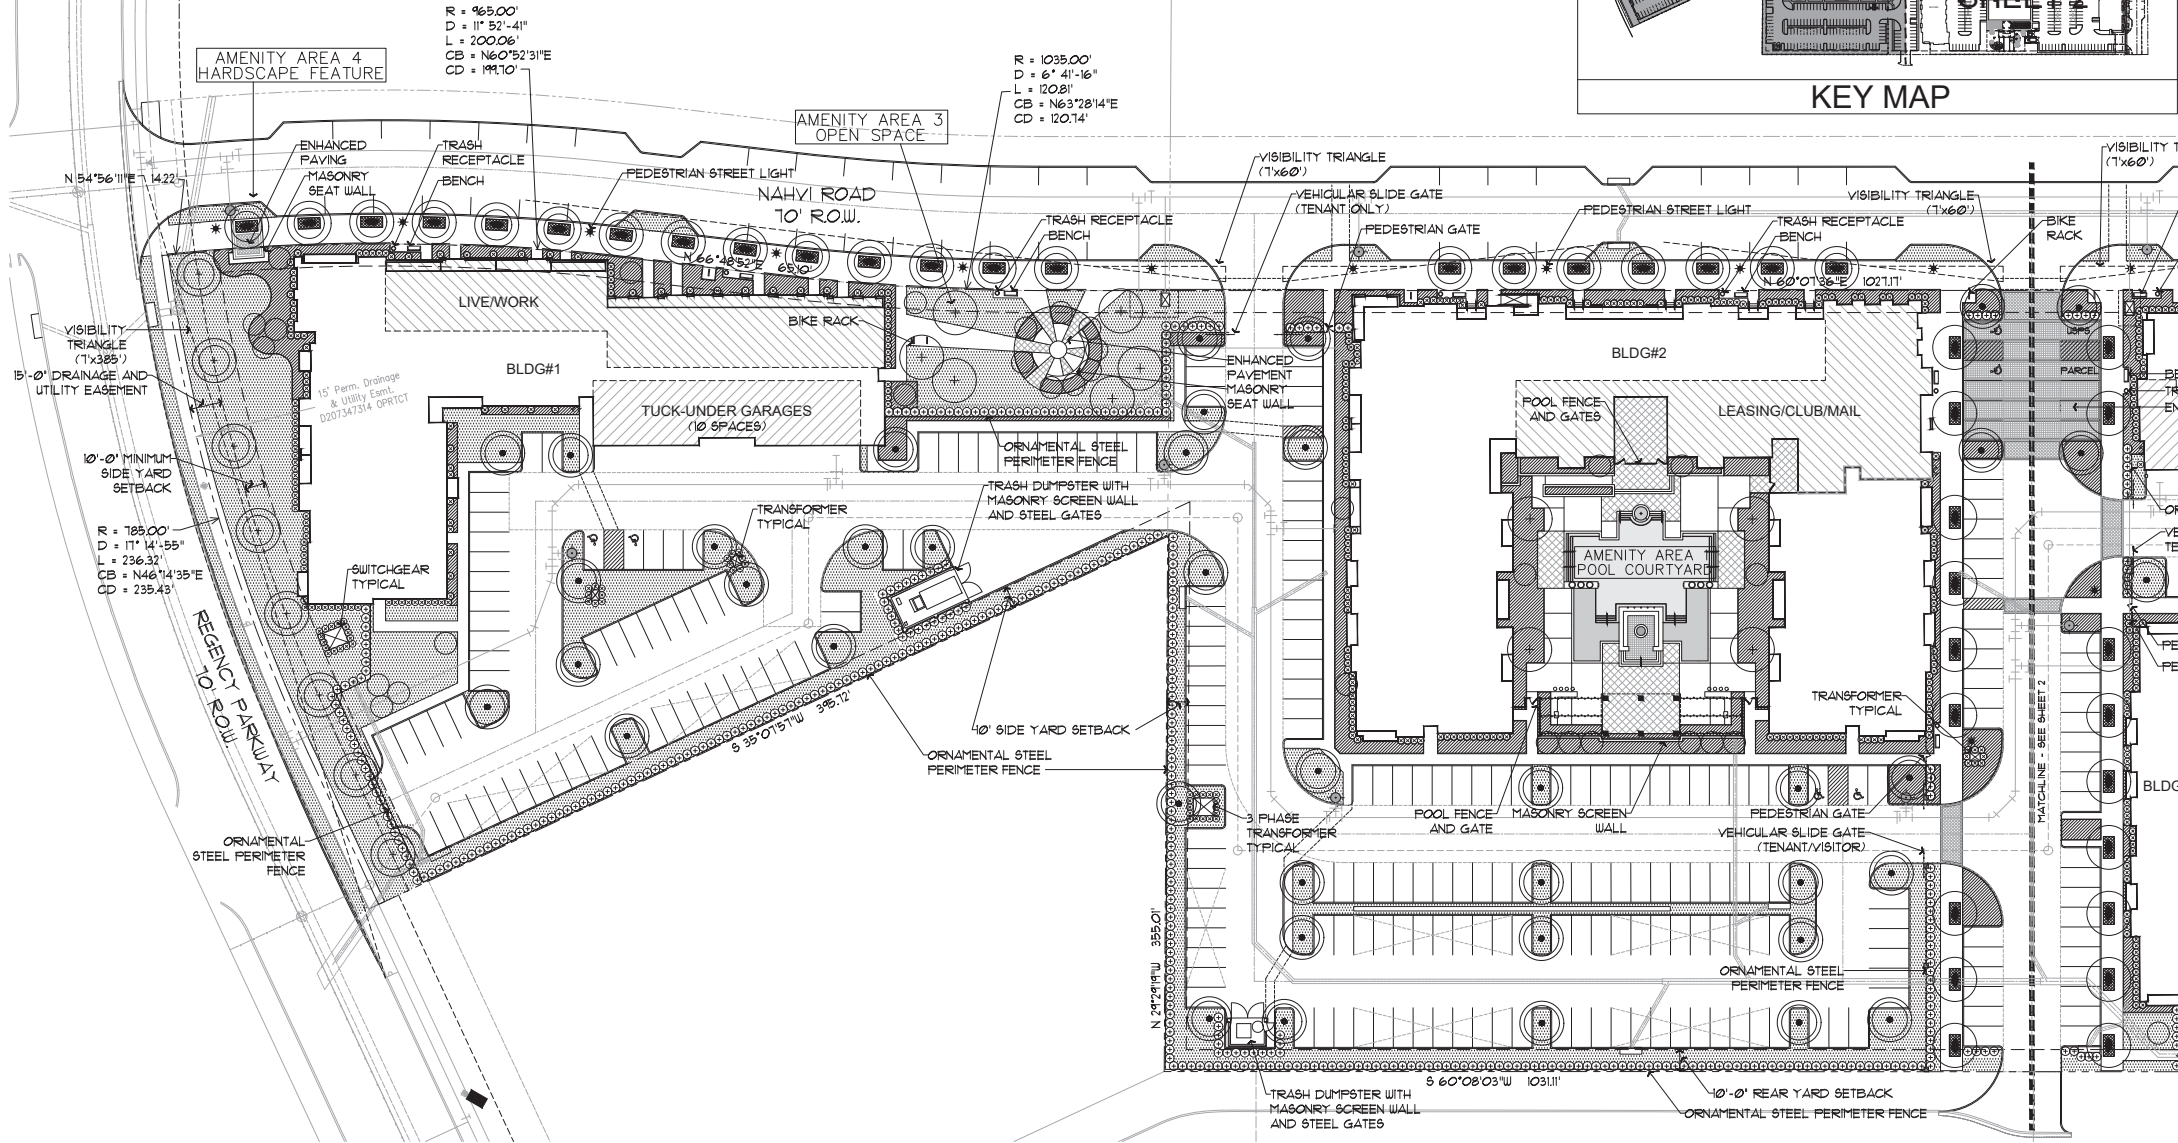 R = 965.00'
D = 11° 52'-41"
L = 200.06'
CB = N60°52'31"E
CD = 199.70'
AMENITY AREA 4
HARDSCAPE FEATURE
R = 1035.00'
D = 6° 41'-16"
L = 120.81'
CB = N63°28'14"E
CD = 120.74'
AMENITY AREA 3
OPEN SPACE
KEY MAP
ENHANCED
PAVING
MASONRY
SEAT WALL
TRASH
RECEPTACLE
BENCH
N 54°56'11"E 14.22'
PEDESTRIAN STREET LIGHT
NAHVI ROAD
70' R.O.W.
VISIBILITY TRIANGLE
(7'x60')
VEHICULAR SLIDE GATE
(TENANT ONLY)
TRASH RECEPTACLE
BENCH
PEDESTRIAN GATE
PEDESTRIAN STREET LIGHT
VISIBILITY TRIANGLE
(7'x60')
TRASH RECEPTACLE
BENCH
BIKE
RACK
VISIBILITY T
(7'x60')
N 66°48'52"E 65.10'
N 60°07'36"E 1027.17'
LIVE/WORK
BIKE RACK
BLDG#1
VISIBILITY
TRIANGLE
(7'x385')
15'-0" DRAINAGE AND
UTILITY EASEMENT
15' Perm. Drainage
& Utility Esmt.
D207347314 OPRTCT
TUCK-UNDER GARAGES
(10 SPACES)
ENHANCED
PAVEMENT
MASONRY
SEAT WALL
BLDG#2
USPS
PARCEL
POOL FENCE
AND GATES
LEASING/CLUB/MAIL
ORNAMENTAL STEEL
PERIMETER FENCE
10'-0" MINIMUM
SIDE YARD
SETBACK
TRASH DUMPSTER WITH
MASONRY SCREEN WALL
AND STEEL GATES
TRANSFORMER
TYPICAL
R = 785.00'
D = 17° 14'-55"
L = 236.32'
CB = N46°14'35"E
CD = 235.43'
SWITCHGEAR
TYPICAL
AMENITY AREA 1
POOL COURTYARD
REGENCY PARKWAY
70' R.O.W.
S 35°07'57"W 395.72'
10' SIDE YARD SETBACK
ORNAMENTAL STEEL
PERIMETER FENCE
TRANSFORMER
TYPICAL
MATCHLINE - SEE SHEET 2
BLDG
ORNAMENTAL
STEEL PERIMETER
FENCE
3 PHASE
TRANSFORMER
TYPICAL
POOL FENCE
AND GATE
MASONRY SCREEN
WALL
PEDESTRIAN GATE
VEHICULAR SLIDE GATE
(TENANT/VISITOR)
N 29°29'19"W 355.01'
ORNAMENTAL STEEL
PERIMETER FENCE
S 60°08'03"W 1031.11'
TRASH DUMPSTER WITH
MASONRY SCREEN WALL
AND STEEL GATES
10'-0" REAR YARD SETBACK
ORNAMENTAL STEEL PERIMETER FENCE